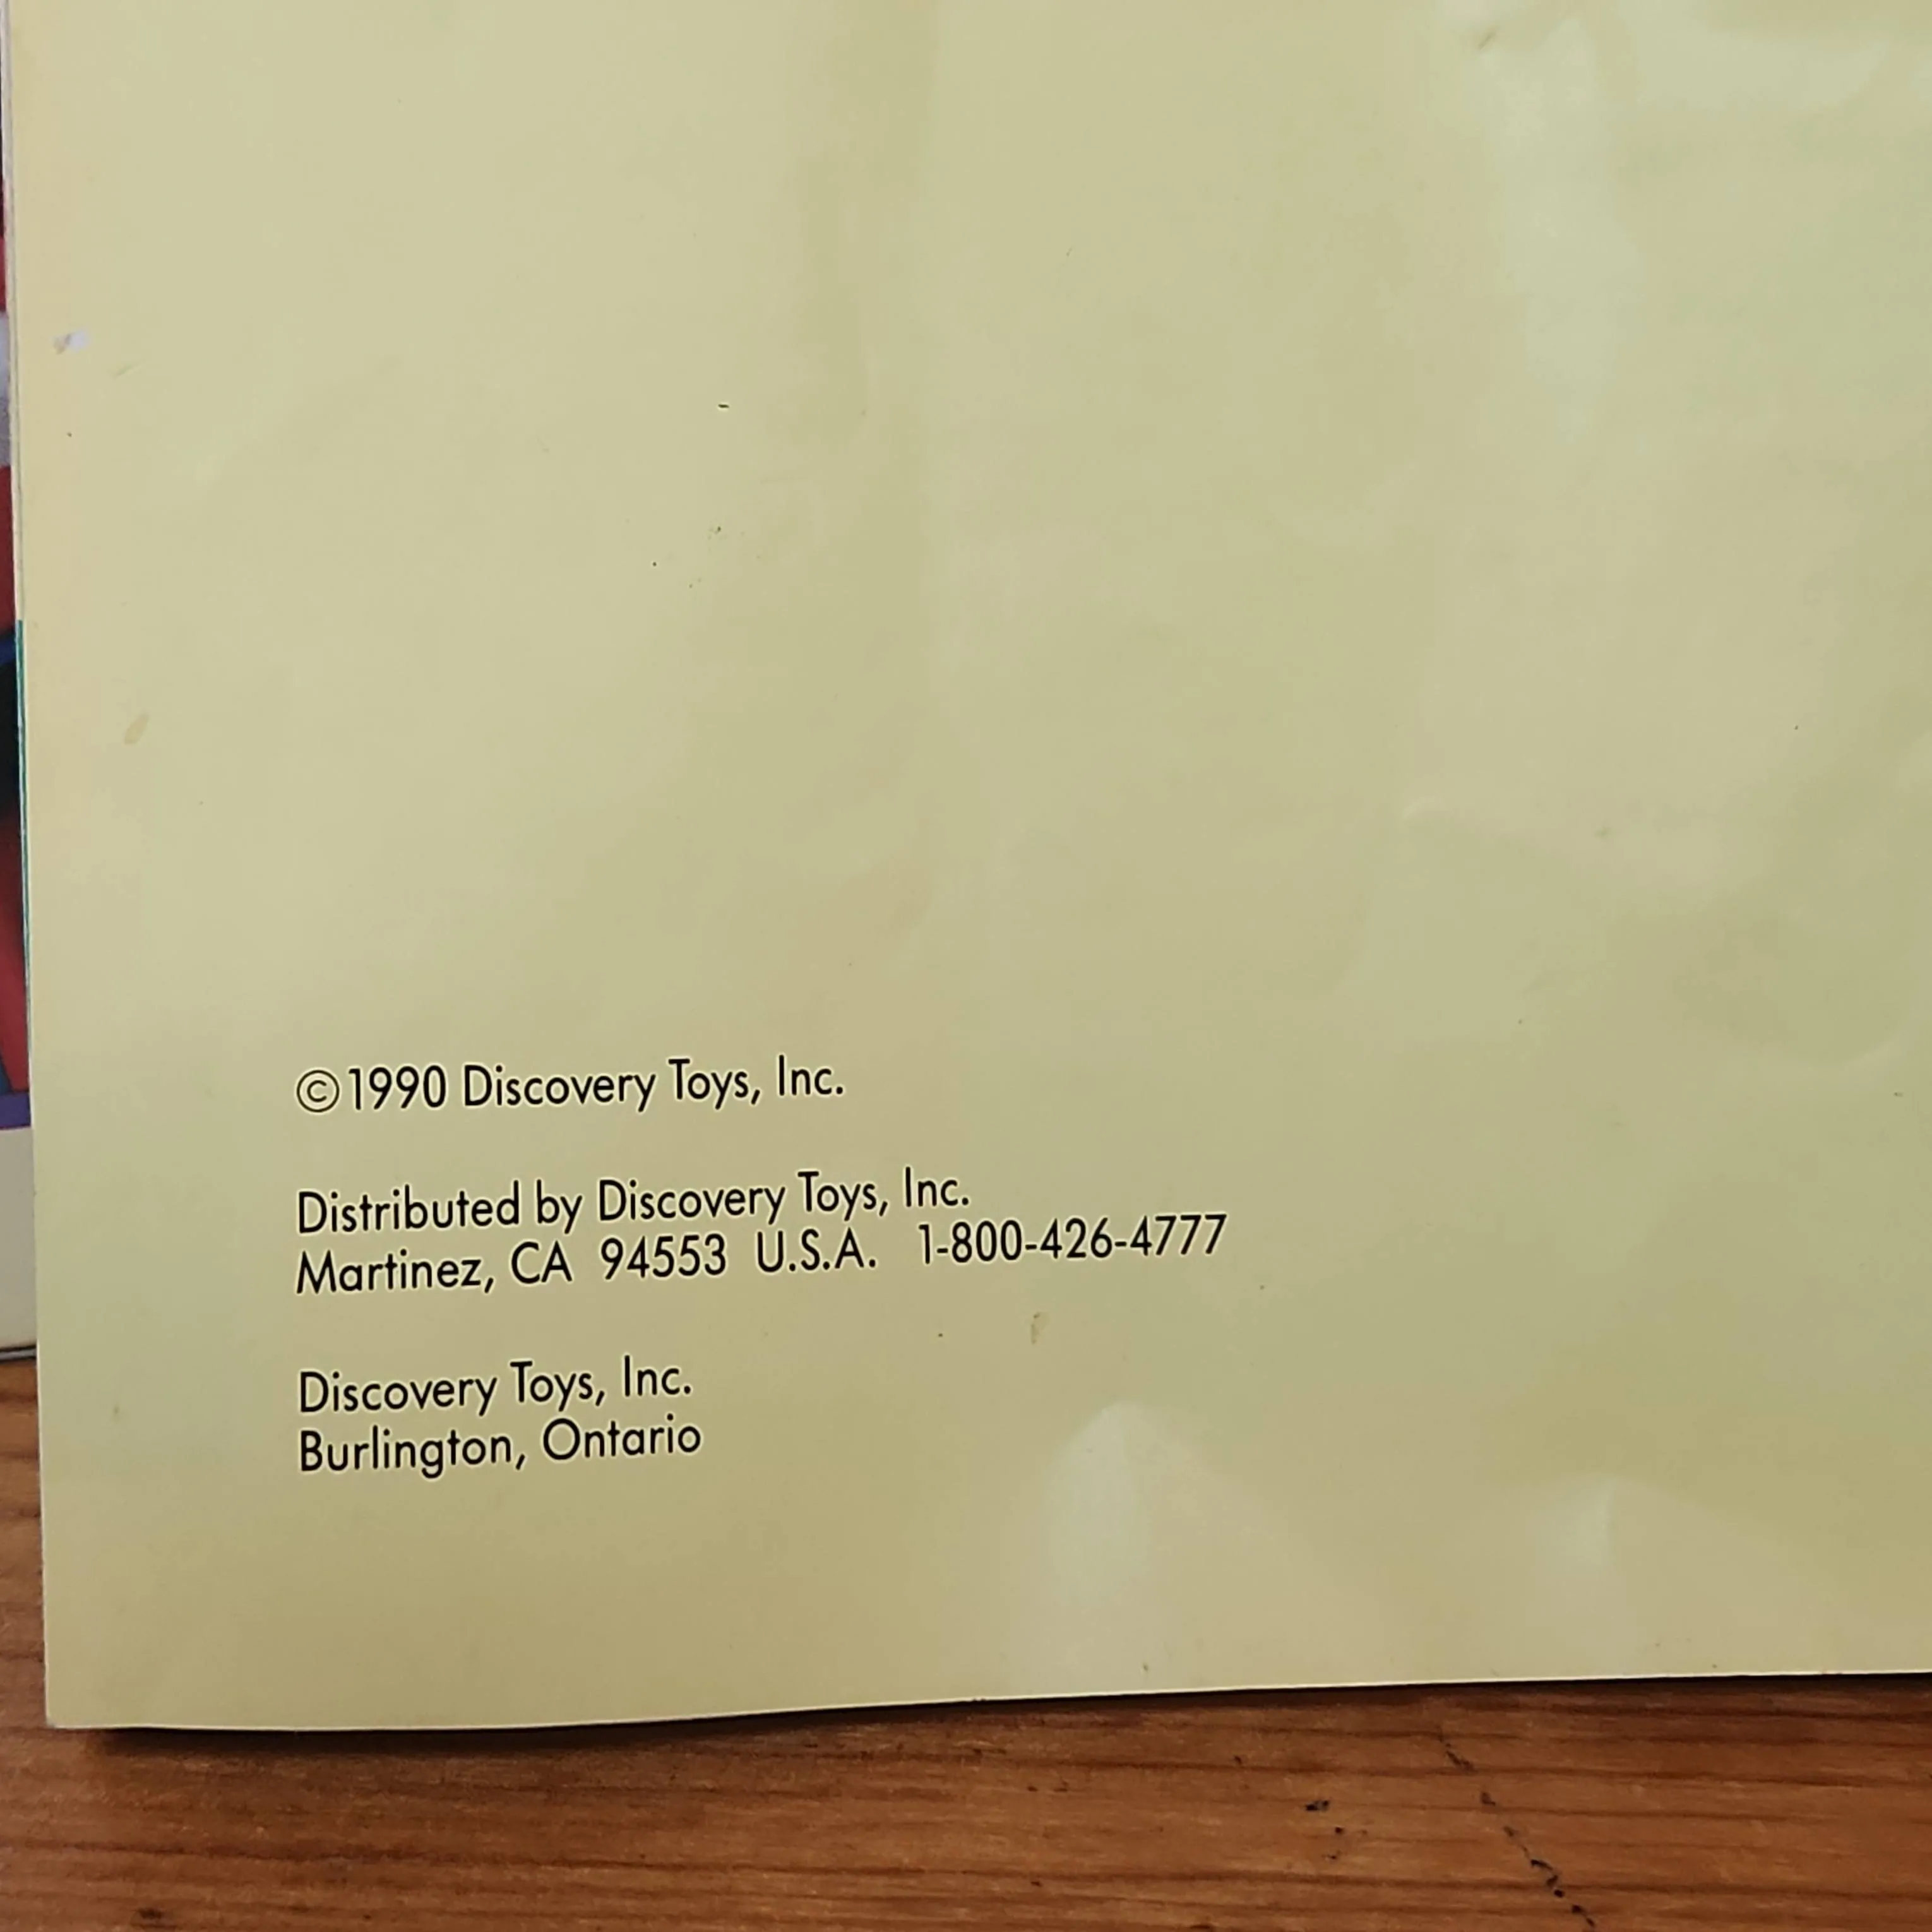 ©1990 Discovery Toys, Inc.
Distributed by Discovery Toys, Inc.
Martinez, CA 94553 U.S.A. 1-800-426-4777
Discovery Toys, Inc.
Burlington, Ontario